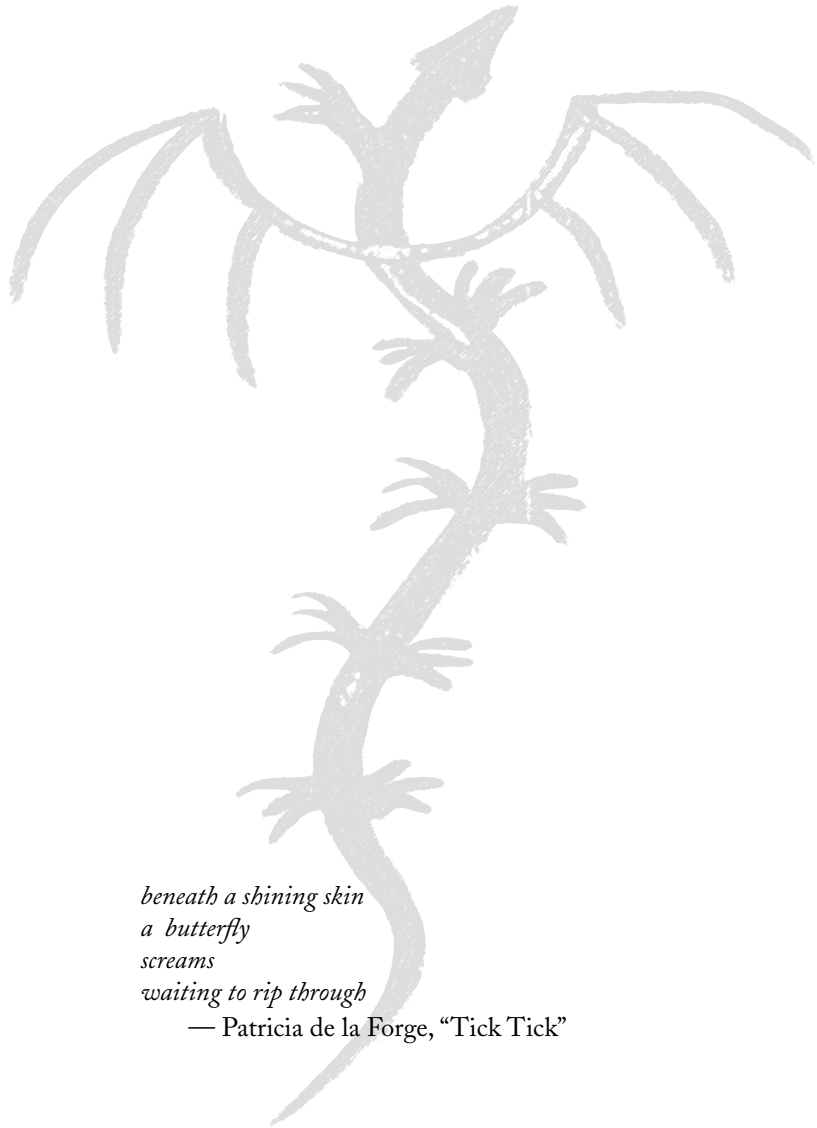 beneath a shining skin
a  butterfly
screams
waiting to rip through
— Patricia de la Forge, “Tick Tick”